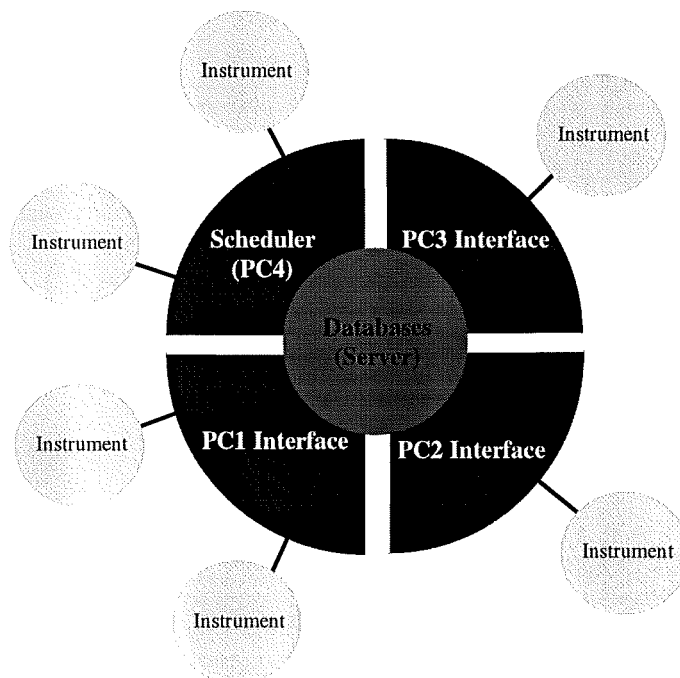 Instrument
Instrument
Instrument
Scheduler
(PC4)
PC3 Interface
Databases
(Server)
Instrument
PC1 Interface
PC2 Interface
Instrument
Instrument